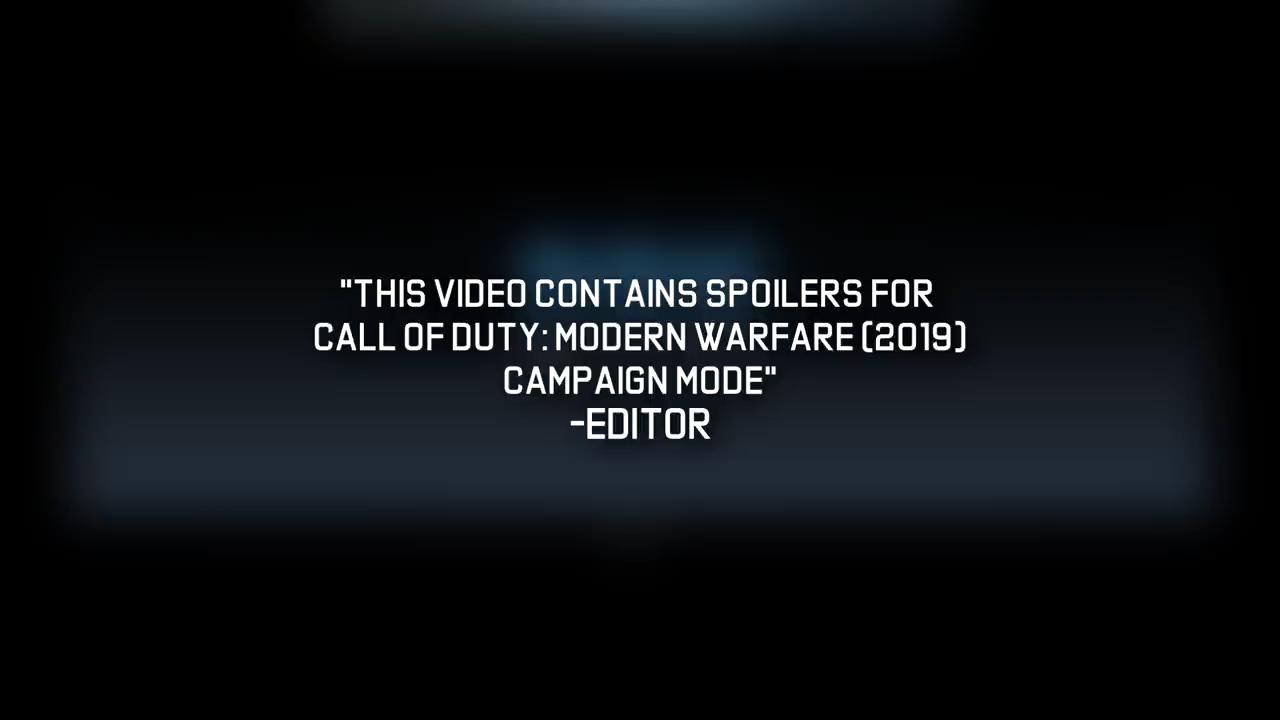 "THIS VIDEO CONTAINS SPOILERS FOR
CALL OF DUTY: MODERN WARFARE (2019)
CAMPAIGN MODE"
-EDITOR